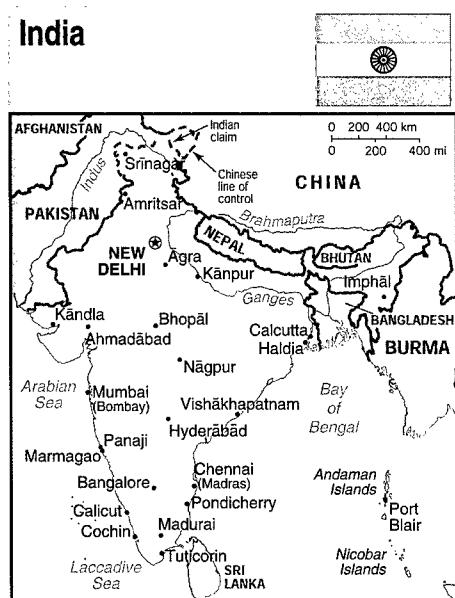 India
AFGHANISTAN
Indian
claim
0 200 400 km
0 200 400 mi
Srīnagar
Indus
Chinese
line of
control
CHINA
PAKISTAN
Amritsar
Brahmaputra
NEPAL
NEW
DELHI
Agra
BHUTAN
Kānpur
Imphāl
Ganges
Kāndla
Bhopāl
Calcutta
BANGLADESH
Ahmadābād
Haldia
BURMA
Nāgpur
Arabian
Sea
Mumbai
(Bombay)
Vishākhapatnam
Bay
of
Bengal
Hyderābād
Panaji
Marmagao
Chennai
(Madras)
Andaman
Islands
Bangalore
Pondicherry
Port
Blair
Calicut
Cochin
Madurai
Nicobar
Islands
Tuticorin
Laccadive
Sea
SRI
LANKA